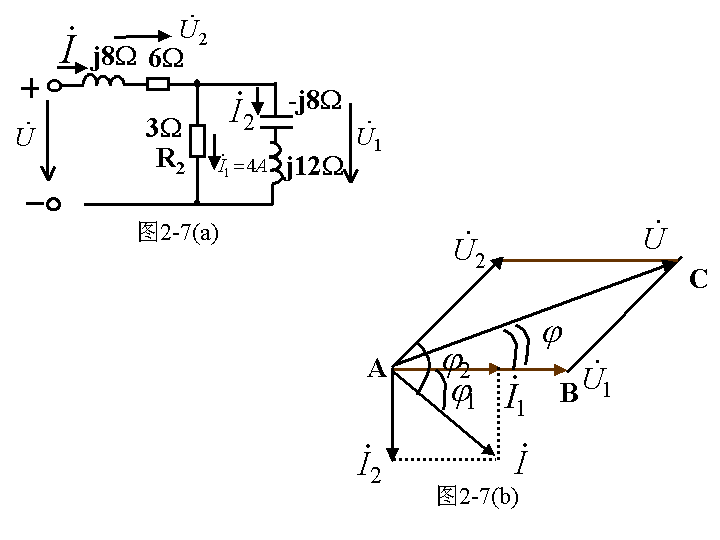 İ j8Ω 6Ω U̇₂
+ U̇ −
3Ω R₂
İ₁=4A
İ₂ -j8Ω
j12Ω
U̇₁
图2-7(a)
U̇₂ U̇ C
φ
A φ₂ B U̇₁
φ₁ İ₁
İ₂ İ
图2-7(b)